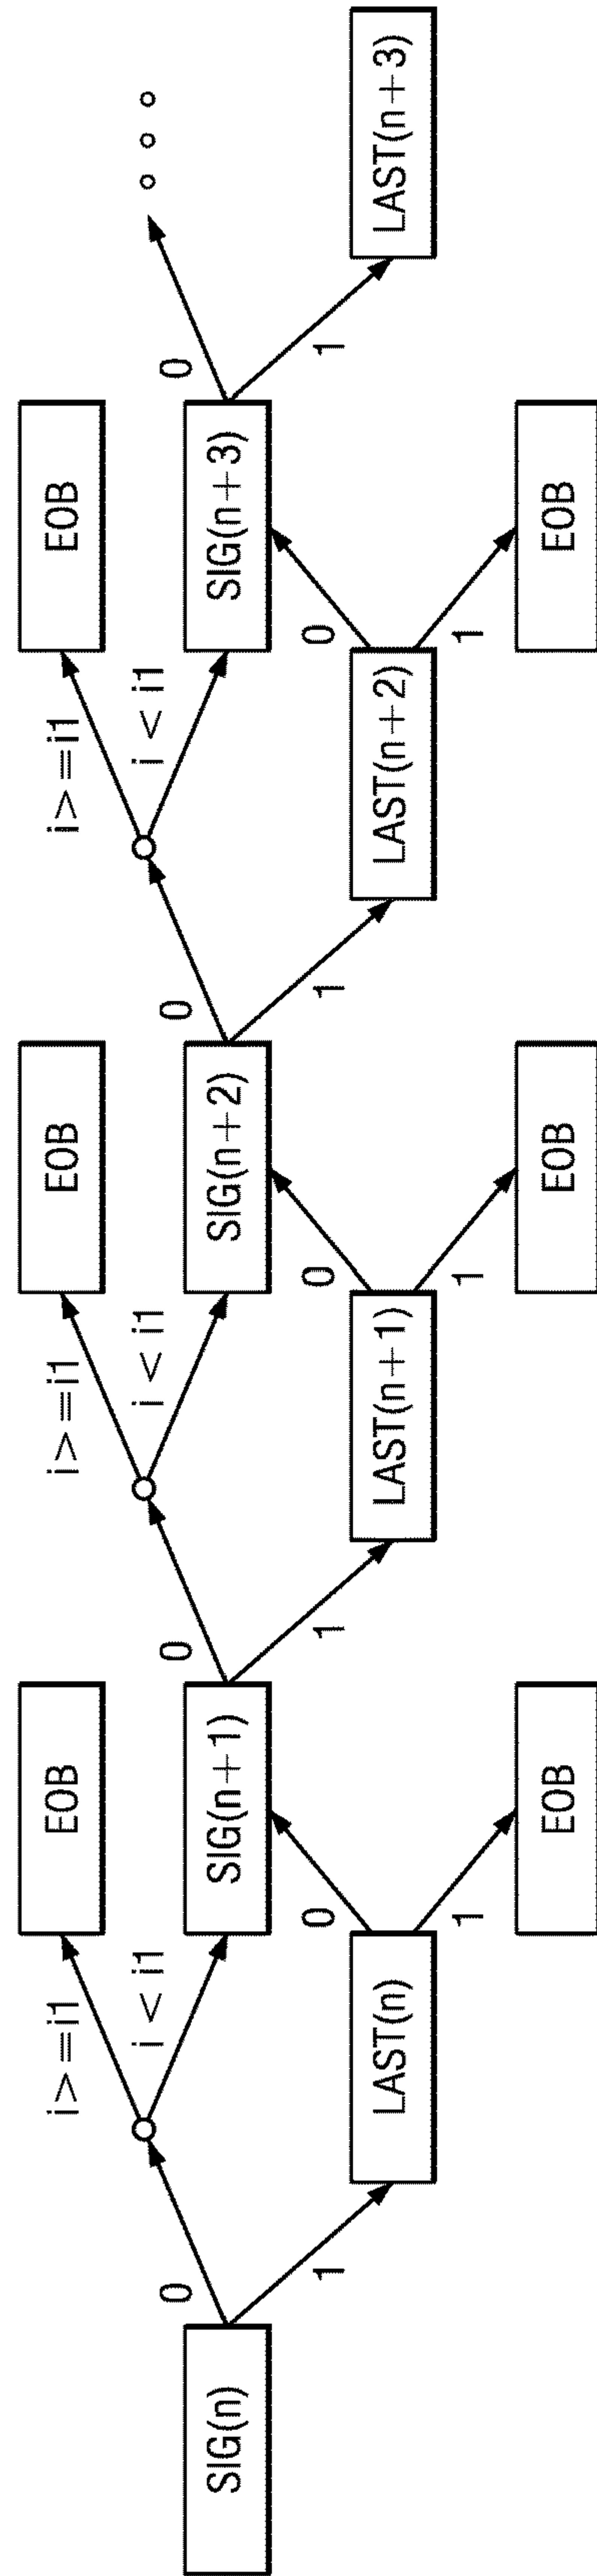 SIG(n)
0
1
i>=i1
i < i1
LAST(n)
EOB
SIG(n+1)
0
1
EOB
0
1
i>=i1
i < i1
LAST(n+1)
EOB
SIG(n+2)
0
1
EOB
0
1
i>=i1
i < i1
LAST(n+2)
EOB
SIG(n+3)
0
1
EOB
0
1
LAST(n+3)